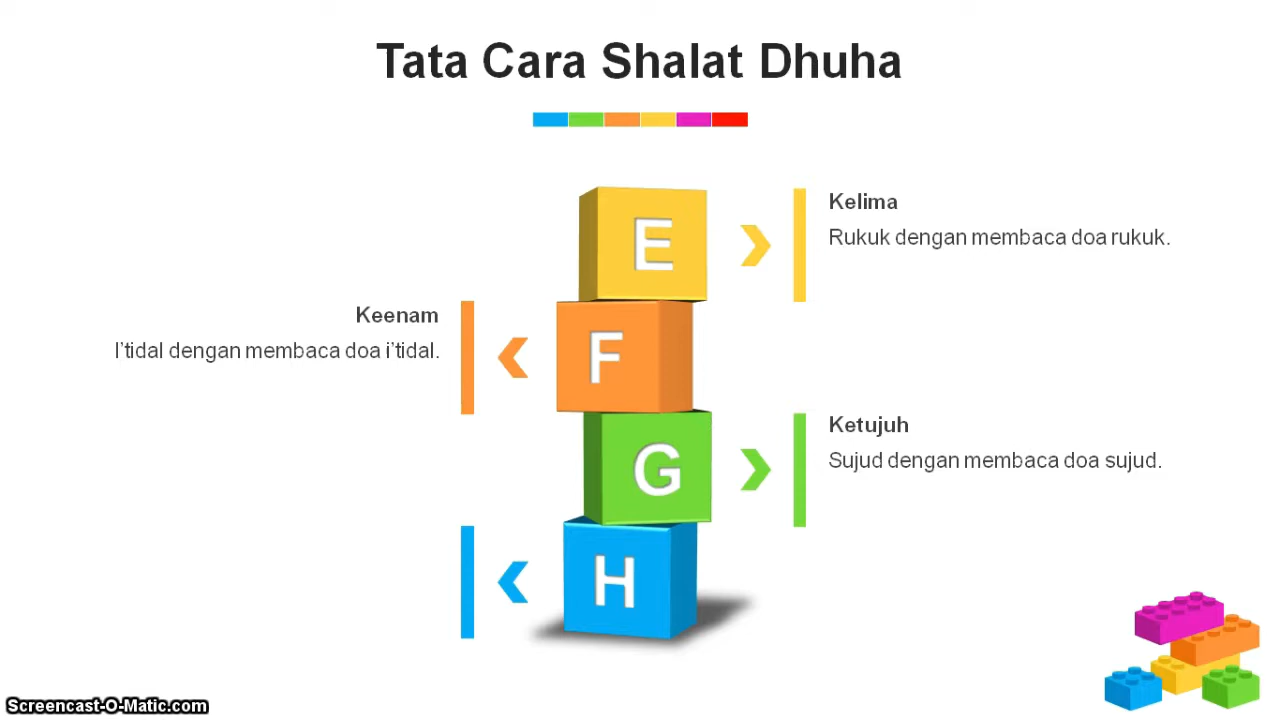 Tata Cara Shalat Dhuha
E
Kelima
Rukuk dengan membaca doa rukuk.
Keenam
I'tidal dengan membaca doa i'tidal.
F
G
Ketujuh
Sujud dengan membaca doa sujud.
H
Screencast-O-Matic.com